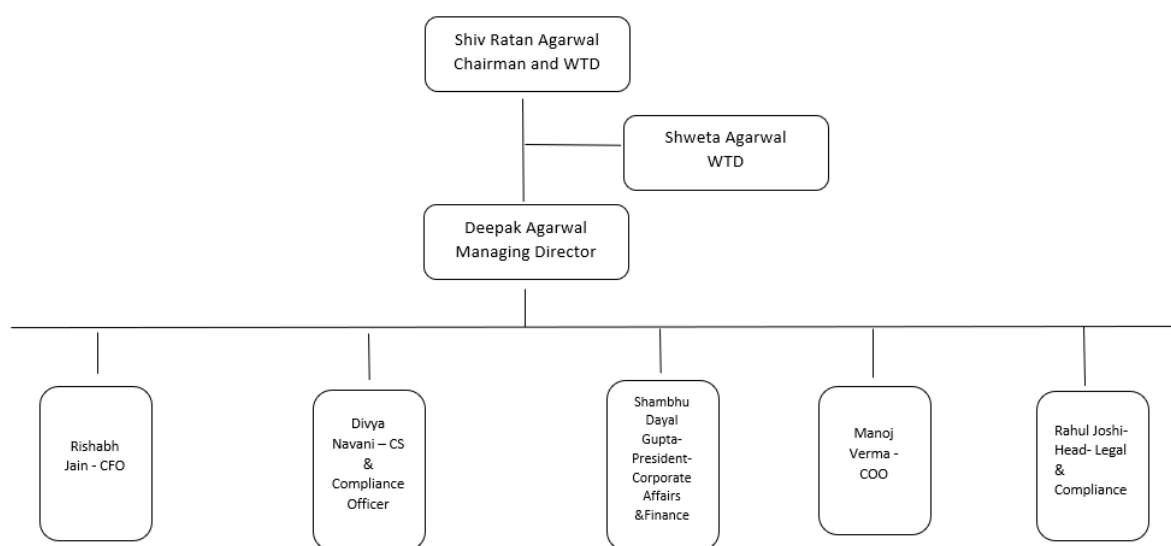 Shiv Ratan Agarwal
Chairman and WTD
Shweta Agarwal
WTD
Deepak Agarwal
Managing Director
Rishabh
Jain - CFO
Divya
Navani – CS
&
Compliance
Officer
Shambhu
Dayal
Gupta-
President-
Corporate
Affairs
&Finance
Manoj
Verma -
COO
Rahul Joshi-
Head- Legal
&
Compliance